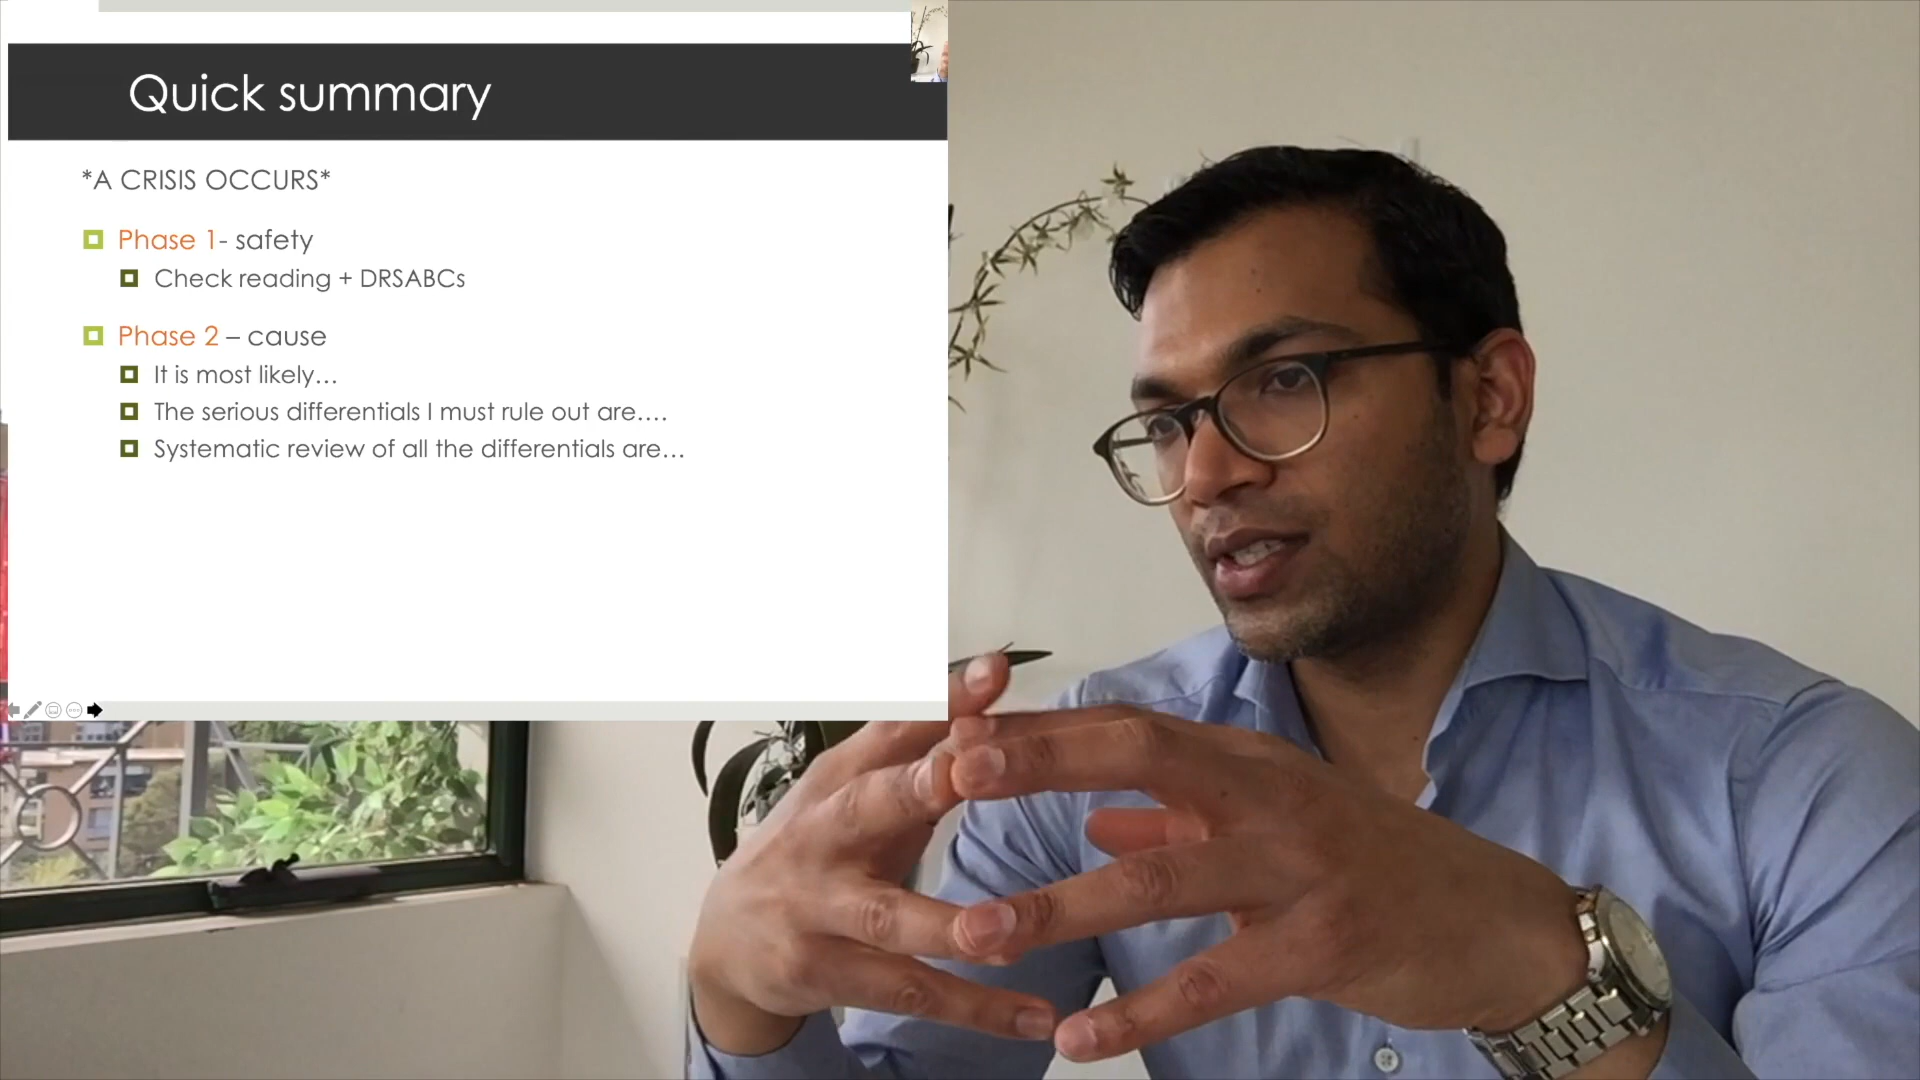 Quick summary
*A CRISIS OCCURS*
Phase 1- safety
Check reading + DRSABCs
Phase 2 – cause
It is most likely…
The serious differentials I must rule out are….
Systematic review of all the differentials are…